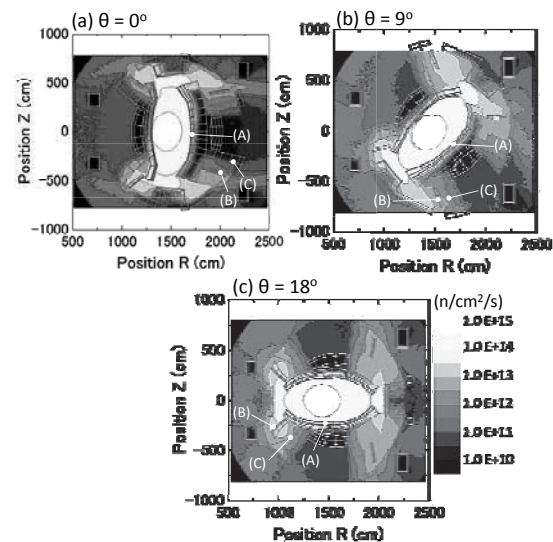 (a) θ = 0°
(b) θ = 9°
1000
500
0
-500
-1000
Position Z (cm)
(A)
(B)
(C)
500 1000 1500 2000 2500
Position R (cm)
1000
500
0
-500
-1000
Position Z (cm)
(A)
(B)
(C)
500 1000 1500 2000 2500
Position R (cm)
(c) θ = 18°
(n/cm²/s)
1000
500
0
-500
-1000
Position Z (cm)
(A)
(B)
(C)
500 1000 1500 2000 2500
Position R (cm)
1.0E+15
1.0E+14
1.0E+13
1.0E+12
1.0E+11
1.0E+10